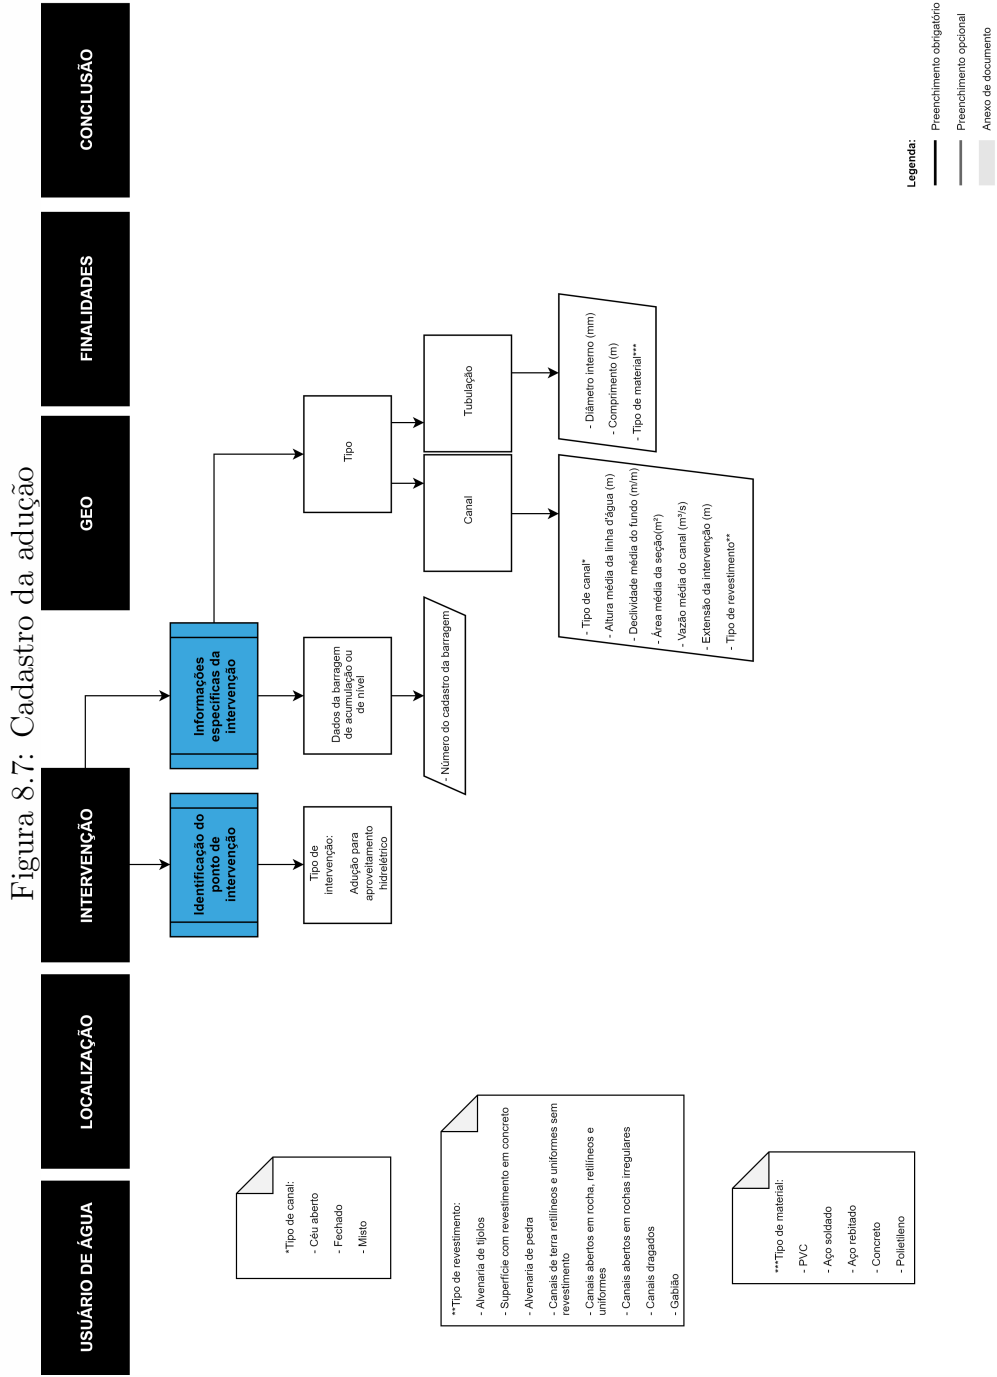 Figura 8.7: Cadastro da adução
USUÁRIO DE ÁGUA
LOCALIZAÇÃO
INTERVENÇÃO
GEO
FINALIDADES
CONCLUSÃO
Identificação do
ponto de
intervenção
Informações
específicas da
intervenção
Tipo de
intervenção:
Adução para
aproveitamento
hidrelétrico
Dados da barragem
de acumulação ou
de nível
- Número do cadastro da barragem
Tipo
Canal
Tubulação
- Tipo de canal*
- Altura média da linha d'água (m)
- Declividade média do fundo (m/m)
- Área média da seção(m²)
- Vazão média do canal (m³/s)
- Extensão da intervenção (m)
- Tipo de revestimento**
- Diâmetro interno (mm)
- Comprimento (m)
- Tipo de material***
*Tipo de canal:
- Céu aberto
- Fechado
- Misto
**Tipo de revestimento:
- Alvenaria de tijolos
- Superfície com revestimento em concreto
- Alvenaria de pedra
- Canais de terra retilíneos e uniformes sem
revestimento
- Canais abertos em rocha, retilíneos e
uniformes
- Canais abertos em rochas irregulares
- Canais dragados
- Gabião
***Tipo de material:
- PVC
- Aço soldado
- Aço rebitado
- Concreto
- Polietileno
Legenda:
Preenchimento obrigatório
Preenchimento opcional
Anexo de documento